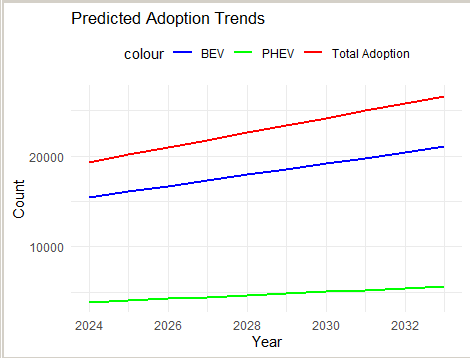 Predicted Adoption Trends
colour BEV PHEV Total Adoption
Count
20000
10000
2024 2026 2028 2030 2032
Year